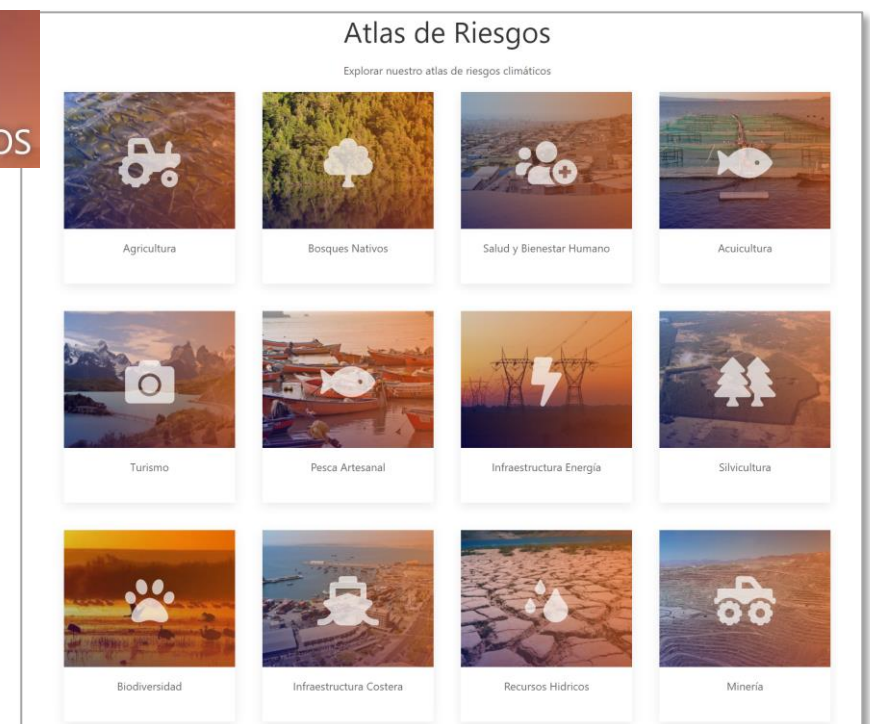 Atlas de Riesgos
Explorar nuestro atlas de riesgos climáticos
os
Agricultura
Bosques Nativos
Salud y Bienestar Humano
Acuicultura
Turismo
Pesca Artesanal
Infraestructura Energía
Silvicultura
Biodiversidad
Infraestructura Costera
Recursos Hidricos
Minería